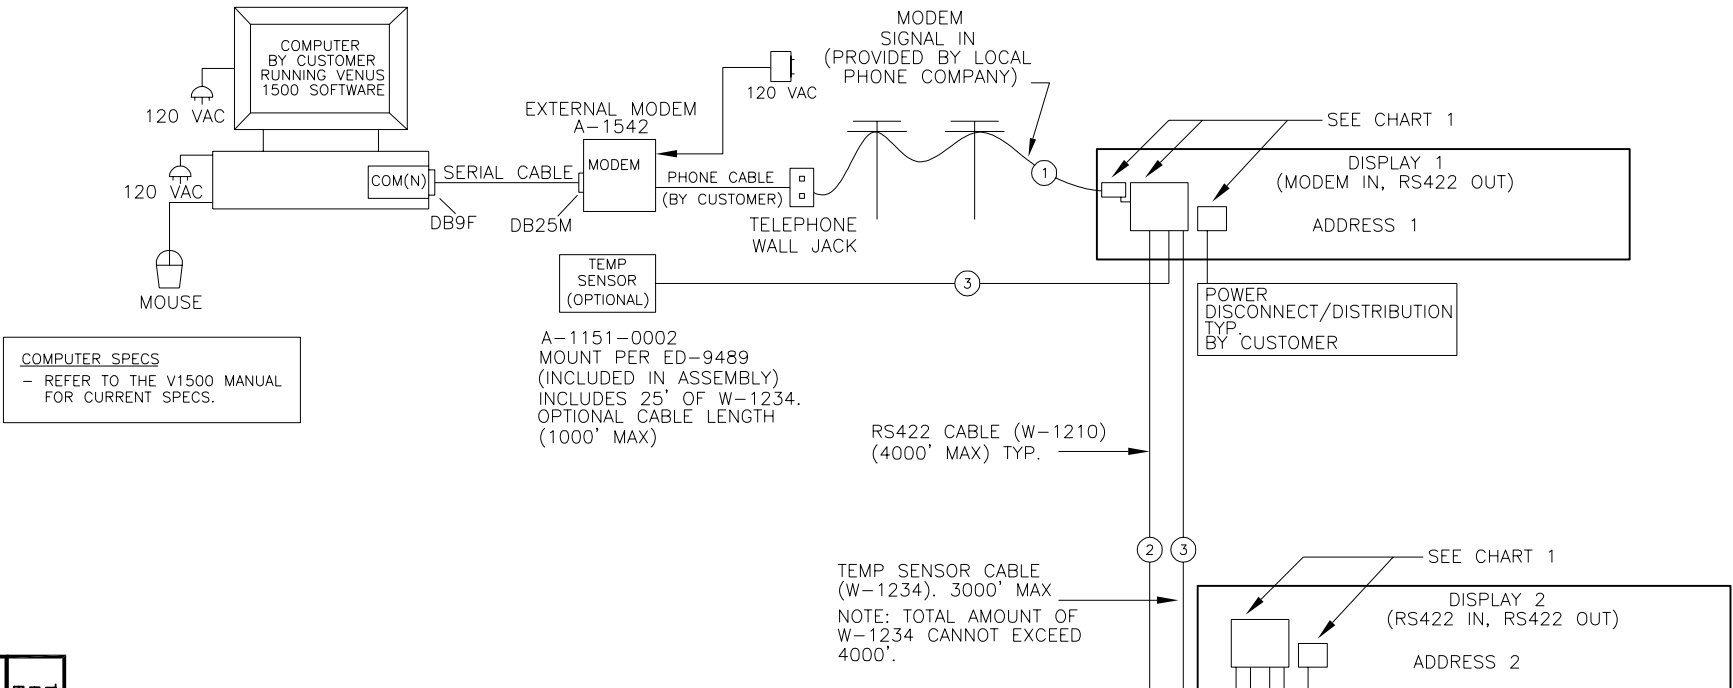 COMPUTER
BY CUSTOMER
RUNNING VENUS
1500 SOFTWARE
120 VAC
120 VAC
MOUSE
COM(N)
SERIAL CABLE
DB9F
DB25M
EXTERNAL MODEM
A-1542
MODEM
120 VAC
PHONE CABLE
(BY CUSTOMER)
TELEPHONE
WALL JACK
MODEM
SIGNAL IN
(PROVIDED BY LOCAL
PHONE COMPANY)
1
SEE CHART 1
DISPLAY 1
(MODEM IN, RS422 OUT)
ADDRESS 1
TEMP
SENSOR
(OPTIONAL)
3
POWER
DISCONNECT/DISTRIBUTION
TYP.
BY CUSTOMER
A-1151-0002
MOUNT PER ED-9489
(INCLUDED IN ASSEMBLY)
INCLUDES 25' OF W-1234.
OPTIONAL CABLE LENGTH
(1000' MAX)
COMPUTER SPECS
- REFER TO THE V1500 MANUAL
FOR CURRENT SPECS.
RS422 CABLE (W-1210)
(4000' MAX) TYP.
2
3
TEMP SENSOR CABLE
(W-1234). 3000' MAX
NOTE: TOTAL AMOUNT OF
W-1234 CANNOT EXCEED
4000'.
SEE CHART 1
DISPLAY 2
(RS422 IN, RS422 OUT)
ADDRESS 2